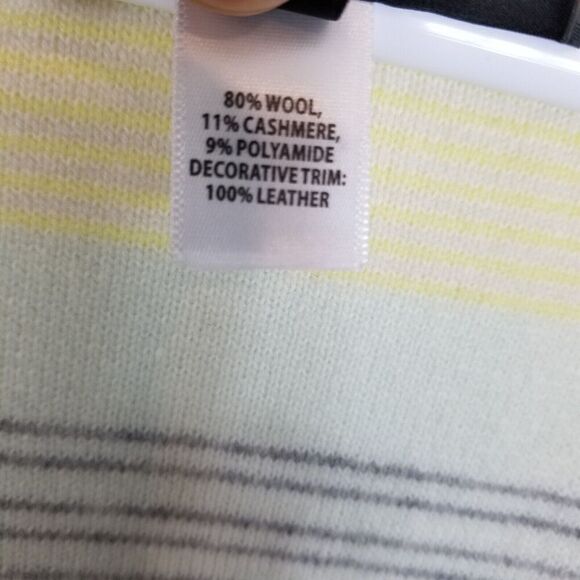 80% WOOL,
11% CASHMERE,
9% POLYAMIDE
DECORATIVE TRIM:
100% LEATHER